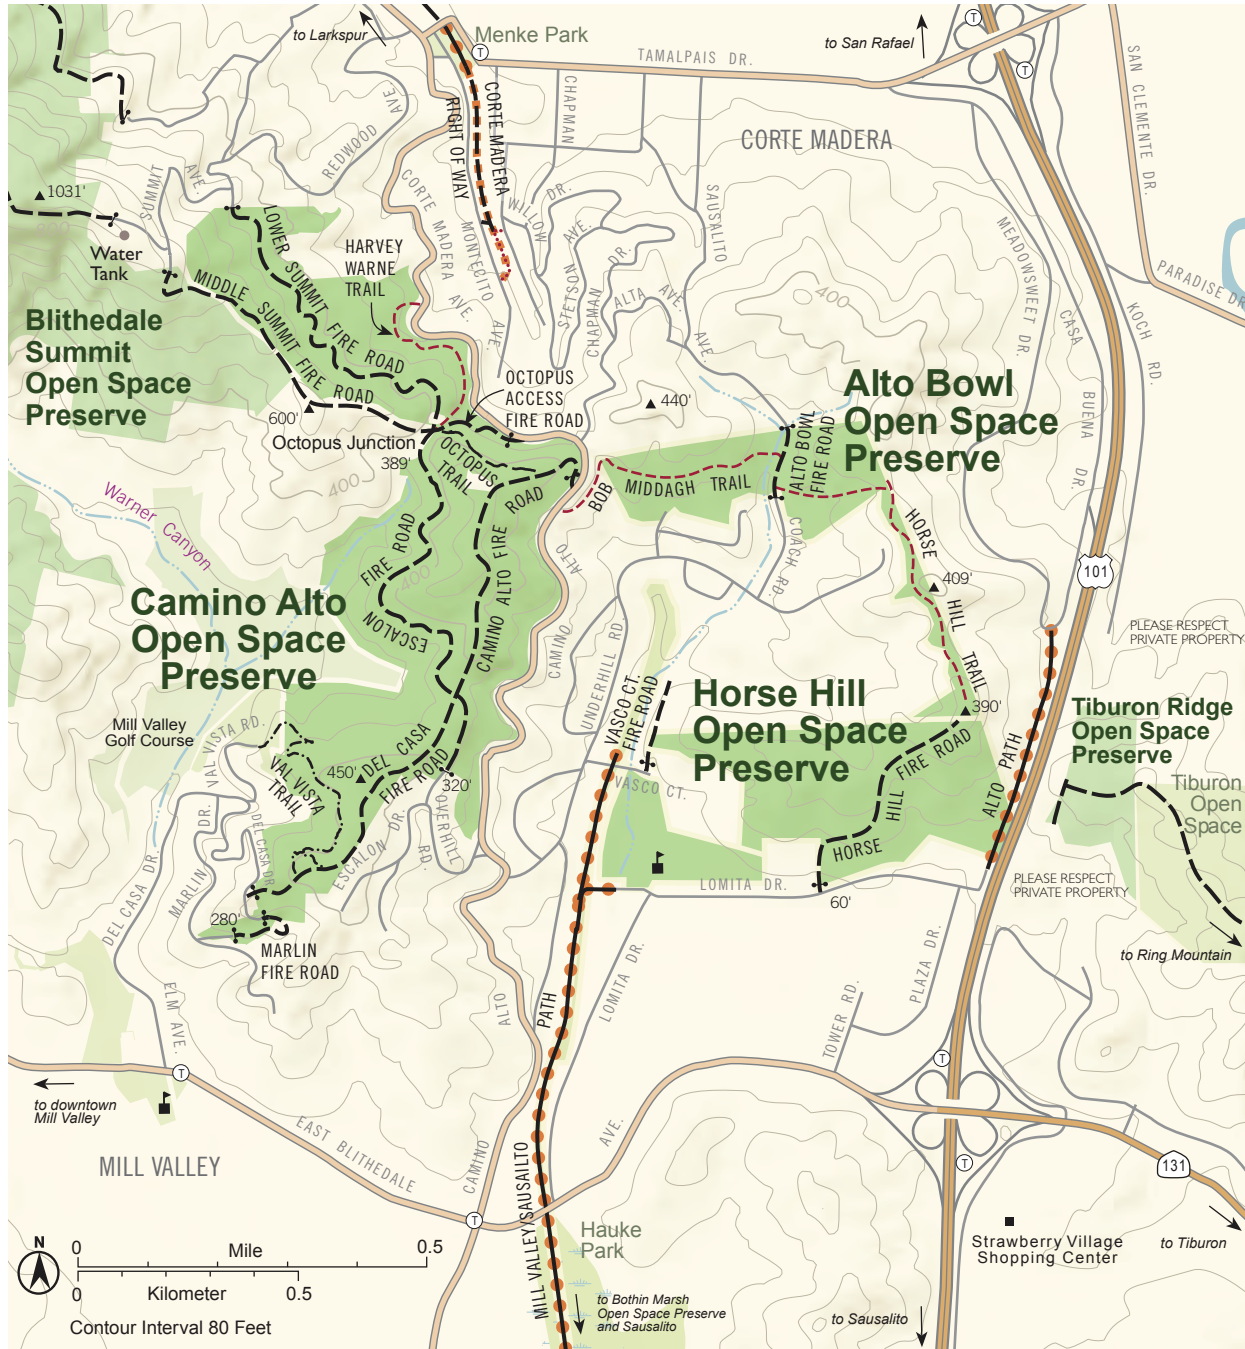 to Larkspur
Menke Park
T
TAMALPAIS DR.
to San Rafael
T
T
SAN CLEMENTE DR.
REDWOOD
AVE
CORTE MADERA
RIGHT OF WAY
CHAPMAN
DR.
CORTE MADERA
SUMMIT
AVE.
1031'
800
Water
Tank
LOWER SUMMIT FIRE ROAD
MIDDLE SUMMIT FIRE ROAD
HARVEY
WARNE
TRAIL
CORTE MADERA AVE.
MONTECITO
AVE.
WILLOW
AVE.
STETSON
CHAPMAN
DR.
ALTA AVE.
SAUSALITO
AVE.
400
MEADOWSWEET DR.
CASA
BUENA
DR.
KOCH RD.
PARADISE DR.
Blithedale
Summit
Open Space
Preserve
600'
Octopus Junction
389'
400
OCTOPUS
ACCESS
FIRE ROAD
OCTOPUS
TRAIL
440'
Alto Bowl
Open Space
Preserve
ALTO BOWL
FIRE ROAD
BOB MIDDAGH TRAIL
Warner Canyon
CAMINO ALTO FIRE ROAD
ESCALON FIRE ROAD
400
HORSE HILL TRAIL
409'
101
COACH RD.
CAMINO ALTO
UNDERHILL RD.
Camino Alto
Open Space
Preserve
PLEASE RESPECT
PRIVATE PROPERTY
VASCO CT.
FIRE ROAD
Horse Hill
Open Space
Preserve
390'
Tiburon Ridge
Open Space
Preserve
Tiburon
Open
Space
Mill Valley
Golf Course
VAL VISTA RD.
VAL VISTA
TRAIL
450'
DEL CASA
FIRE ROAD
320'
VASCO CT.
HORSE HILL FIRE ROAD
ALTO PATH
MARLIN DR.
DEL CASA DR.
DEL CASA DR.
ESCALON DR.
OVERHILL
RD.
LOMITA DR.
60'
PLEASE RESPECT
PRIVATE PROPERTY
280'
MARLIN
FIRE ROAD
to Ring Mountain
ELM AVE.
ALTO
PATH
LOMITA DR.
TOWER RD.
PLAZA DR.
T
T
to downtown
Mill Valley
MILL VALLEY
EAST BLITHEDALE
AVE.
CAMINO
T
MILL VALLEY/SAUSAILTO
T
131
Strawberry Village
Shopping Center
to Tiburon
Hauke
Park
N
0
Mile
0.5
0
Kilometer
0.5
Contour Interval 80 Feet
to Bothin Marsh
Open Space Preserve
and Sausalito
to Sausalito